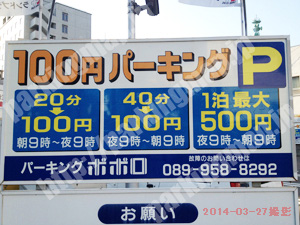 100円パーキング P
20分 40分 1泊最大
100円 100円 500円
朝9時～夜9時 朝9時～夜9時 夜9時～朝9時
故障のお問い合わせは
パーキングポポロ 089-958-8292
お願い
2014-03-27撮影